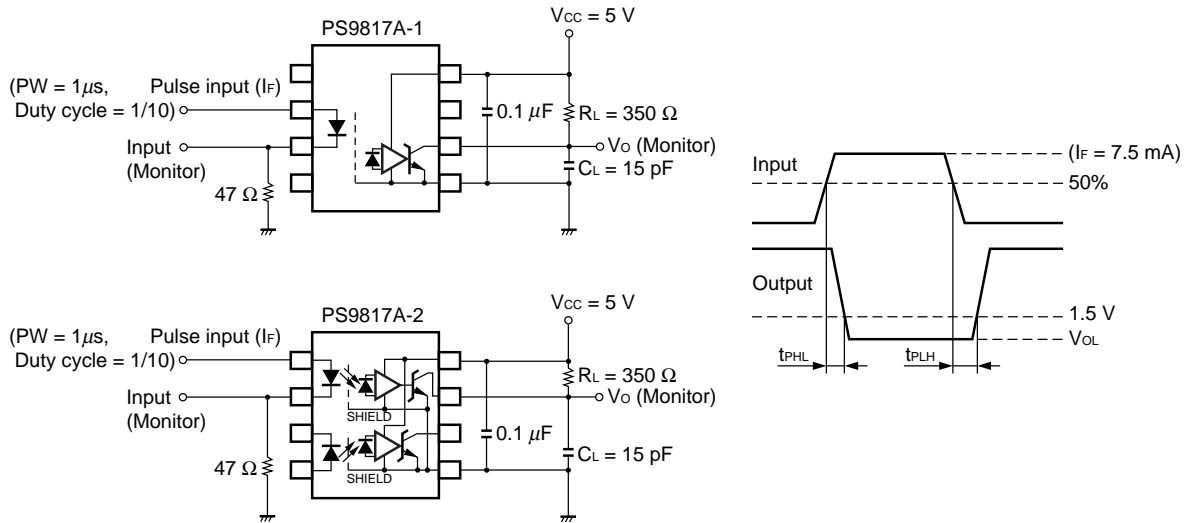 PS9817A-1
VCC = 5 V
(PW = 1μs, Pulse input (IF)
Duty cycle = 1/10)
Input
(Monitor)
47 Ω
0.1 μF
RL = 350 Ω
VO (Monitor)
CL = 15 pF
PS9817A-2
VCC = 5 V
(PW = 1μs, Pulse input (IF)
Duty cycle = 1/10)
Input
(Monitor)
47 Ω
SHIELD
SHIELD
0.1 μF
RL = 350 Ω
VO (Monitor)
CL = 15 pF
Input
(IF = 7.5 mA)
50%
Output
1.5 V
VOL
tPHL
tPLH